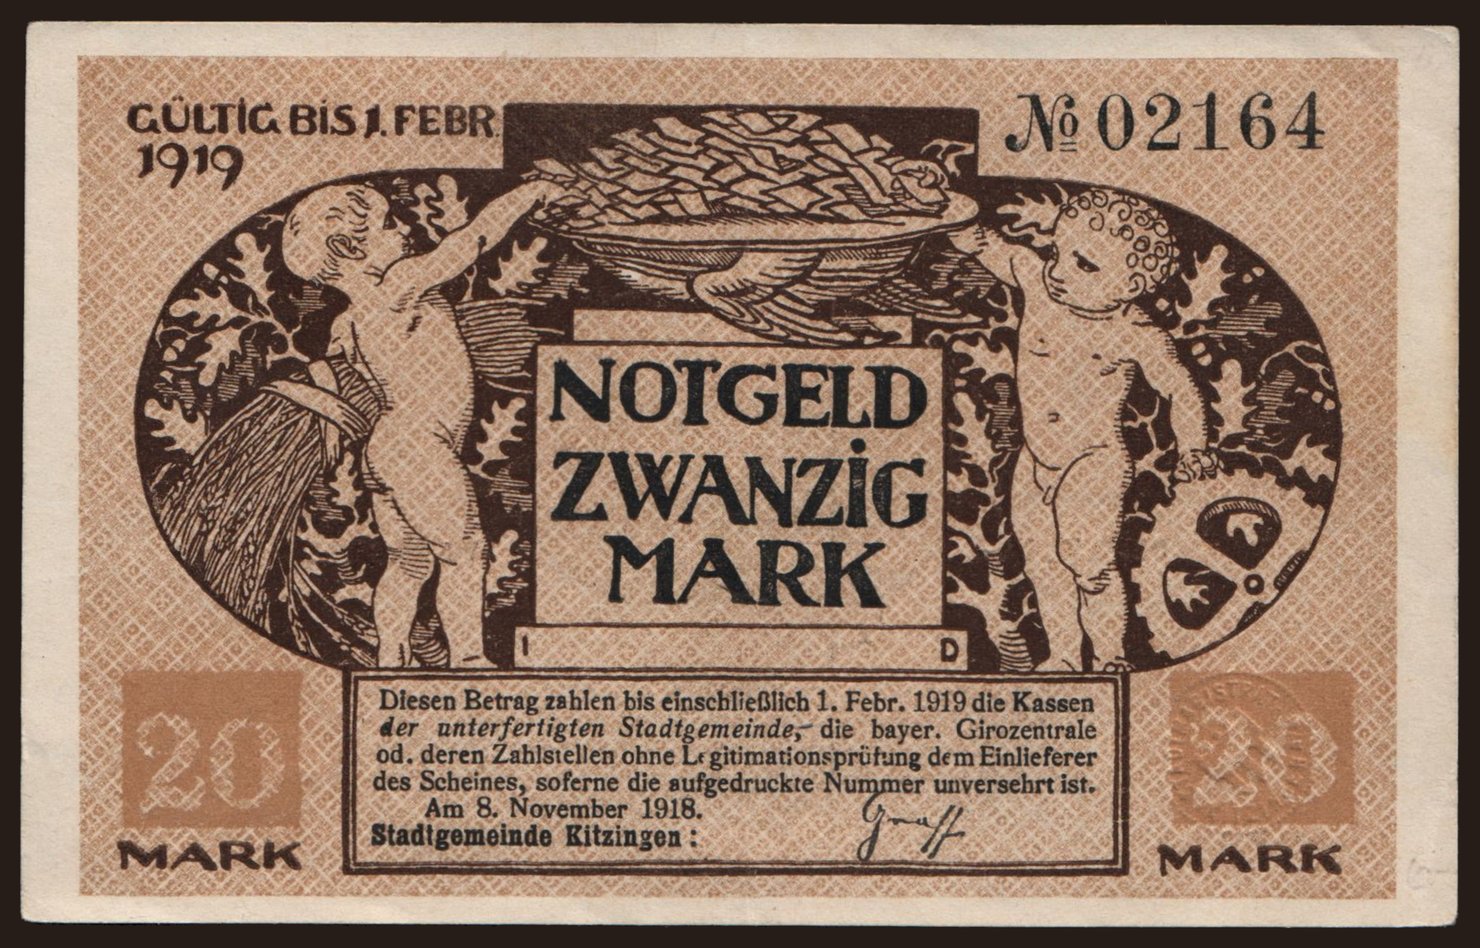 GÜLTIG BIS 1. FEBR.
1919
№ 02164
NOTGELD
ZWANZIG
MARK
I D
Diesen Betrag zahlen bis einschließlich 1. Febr. 1919 die Kassen
der unterfertigten Stadtgemeinde, die bayer. Girozentrale
od. deren Zahlstellen ohne Legitimationsprüfung dem Einlieferer
des Scheines, soferne die aufgedruckte Nummer unversehrt ist.
Am 8. November 1918.
Stadtgemeinde Kitzingen:
Graff
20
MARK
20
MARK